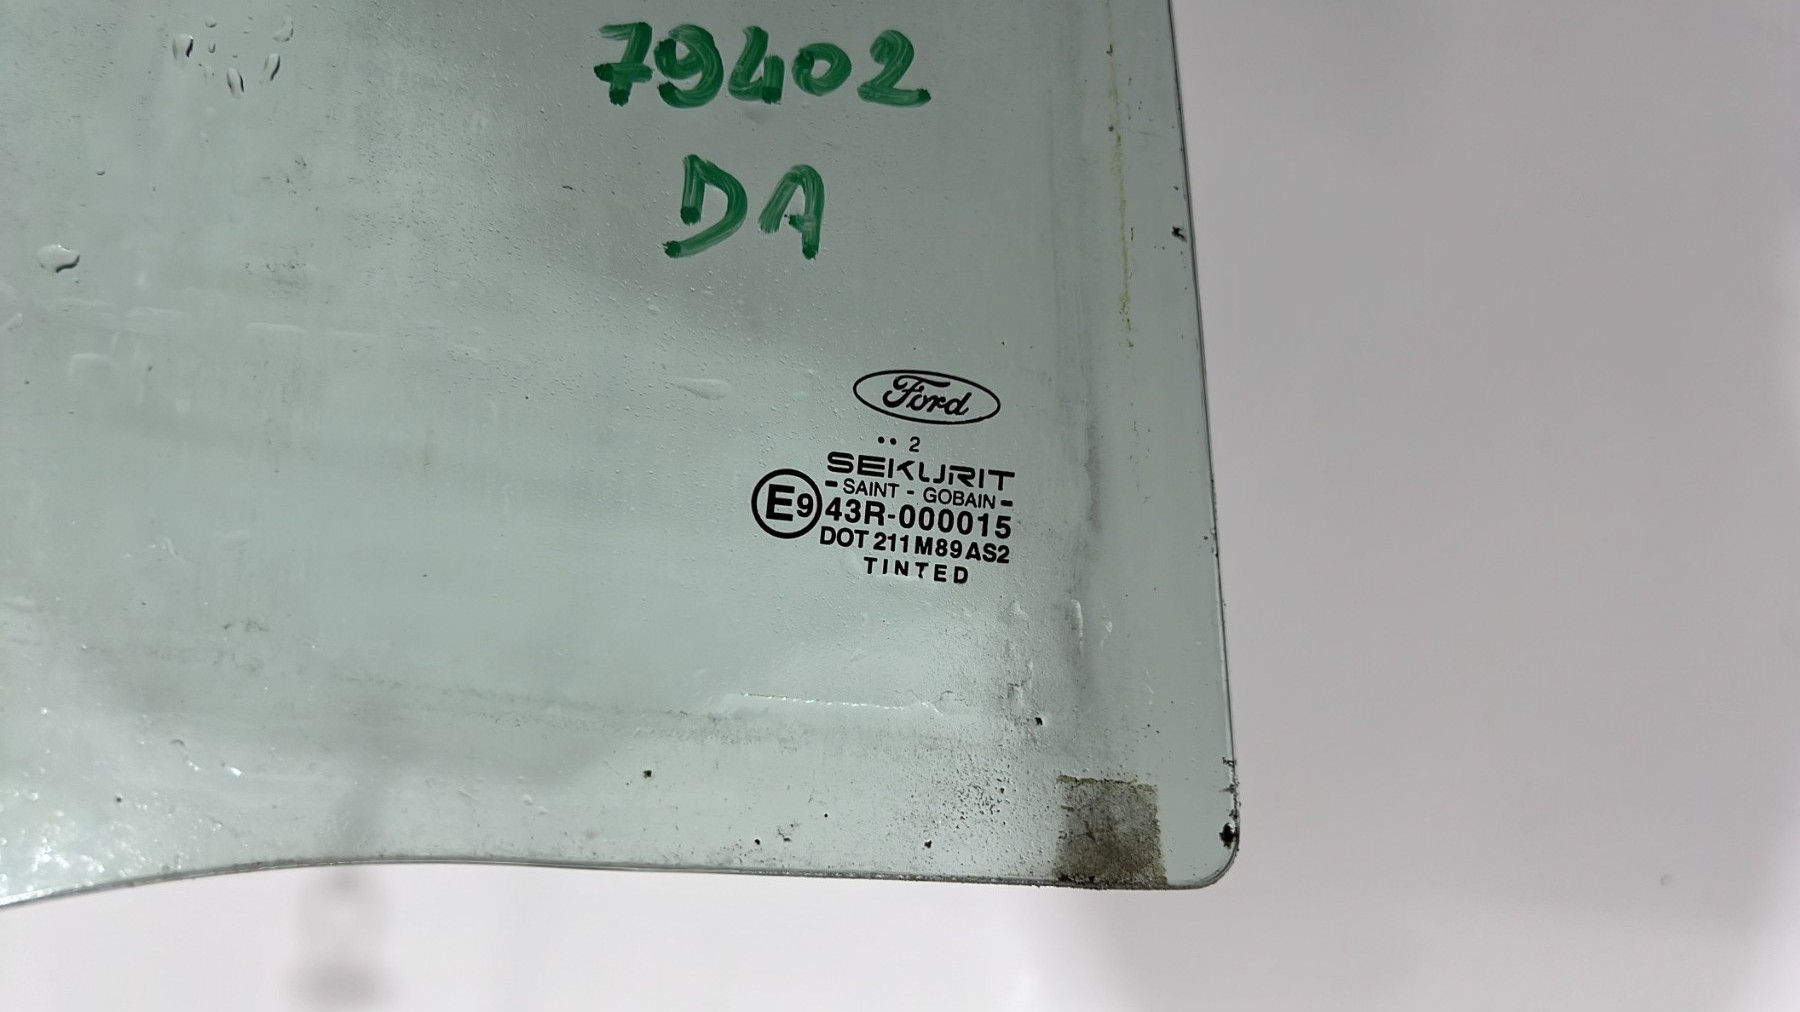 79402
DA
Ford
•• 2
SEKURIT
- SAINT - GOBAIN -
E9 43R-000015
DOT 211 M89 AS2
TINTED